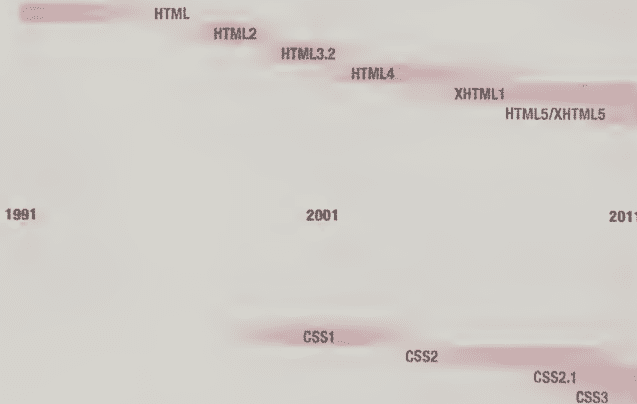 HTML
HTML2
HTML3.2
HTML4
XHTML1
HTML5/XHTML5
1991 2001 2011
CSS1
CSS2
CSS2.1
CSS3